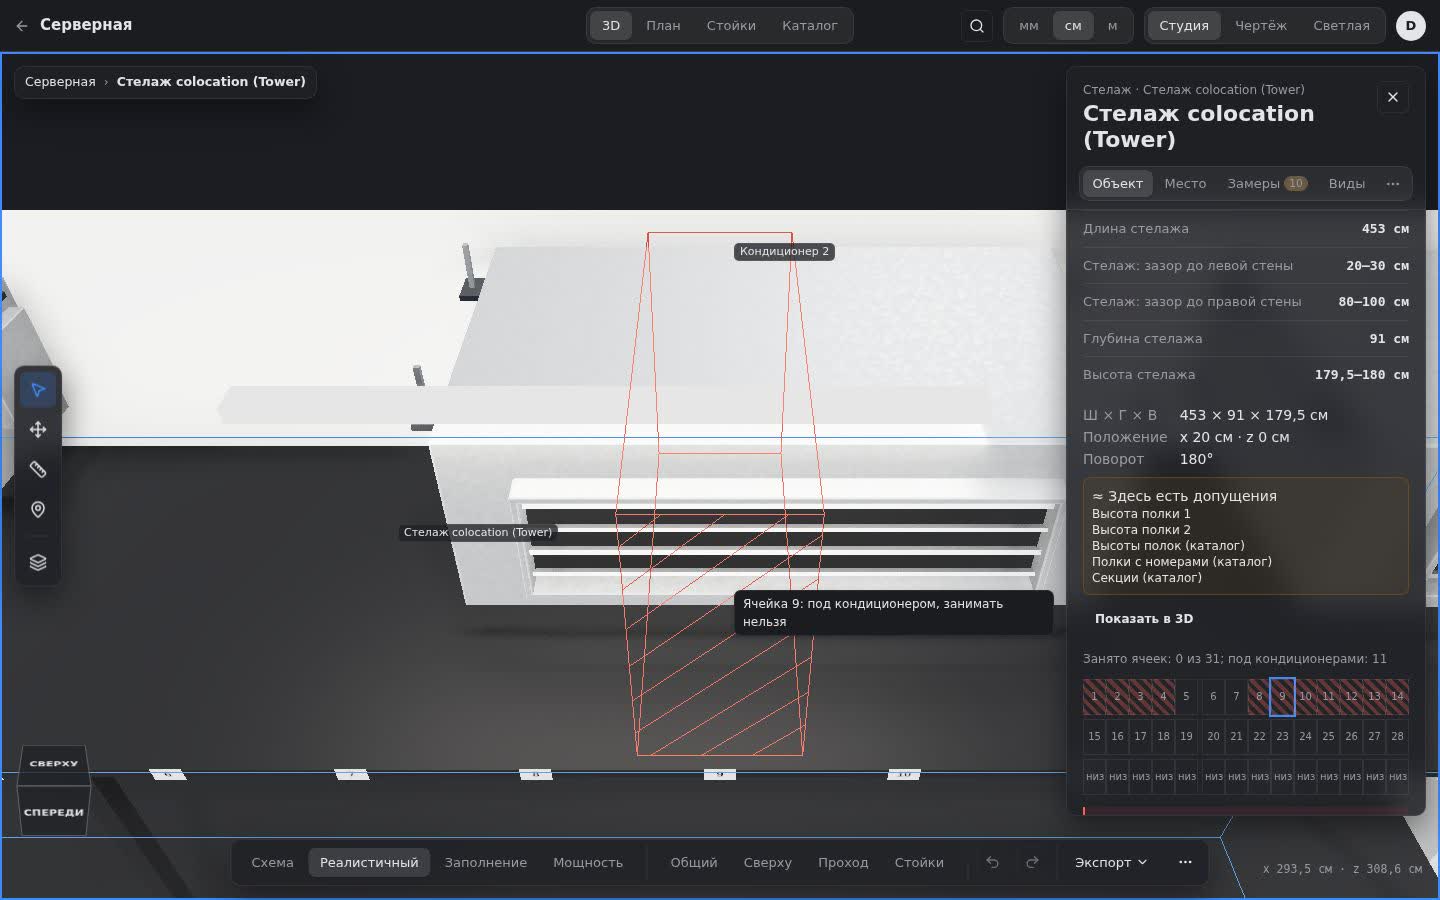 Серверная
3D
План
Стойки
Каталог
мм
см
м
Студия
Чертёж
Светлая
D
Серверная › Стелаж colocation (Tower)
Стелаж · Стелаж colocation (Tower)
Стелаж colocation
(Tower)
Объект
Место
Замеры 10
Виды
Длина стелажа 453 см
Стелаж: зазор до левой стены 20–30 см
Стелаж: зазор до правой стены 80–100 см
Глубина стелажа 91 см
Высота стелажа 179,5–180 см
Ш × Г × В 453 × 91 × 179,5 см
Положение x 20 см · z 0 см
Поворот 180°
≈ Здесь есть допущения
Высота полки 1
Высота полки 2
Высоты полок (каталог)
Полки с номерами (каталог)
Секции (каталог)
Показать в 3D
Занято ячеек: 0 из 31; под кондиционерами: 11
1 2 3 4 5 6 7 8 9 10 11 12 13 14
15 16 17 18 19 20 21 22 23 24 25 26 27 28
низ низ низ низ низ низ низ низ низ низ низ низ низ низ
Кондиционер 2
Стелаж colocation (Tower)
Ячейка 9: под кондиционером, занимать
нельзя
6 7 8 9 10
СВЕРХУ
СПЕРЕДИ
Схема
Реалистичный
Заполнение
Мощность
Общий
Сверху
Проход
Стойки
Экспорт
x 293,5 см · z 308,6 см